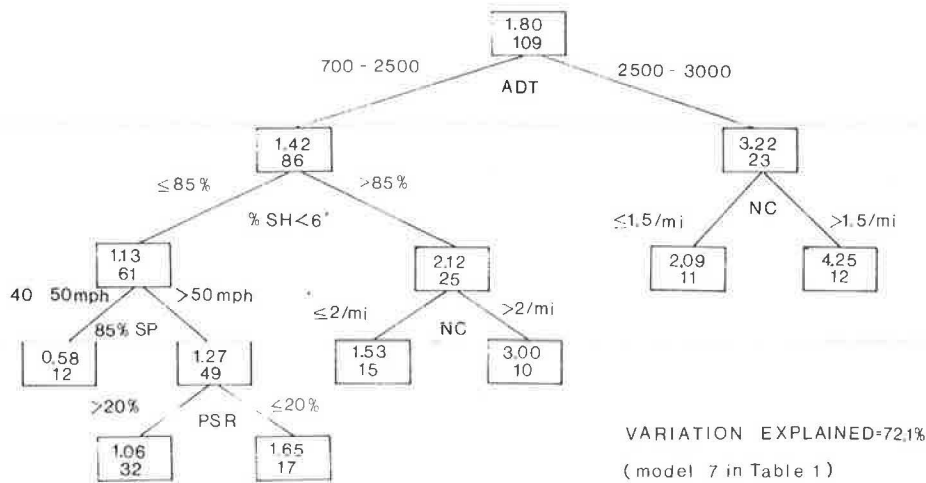 1.80
109
700 - 2500
2500 - 3000
ADT
1.42
86
3.22
23
≤85%
>85%
NC
% SH<6'
≤1.5/mi
>1.5/mi
1.13
61
2.12
25
2.09
11
4.25
12
40 50mph
>50mph
≤2/mi
>2/mi
85% SP
NC
0.58
12
1.27
49
1.53
15
3.00
10
>20%
≤20%
PSR
1.06
32
1.65
17
VARIATION EXPLAINED=72.1%
(model 7 in Table 1)